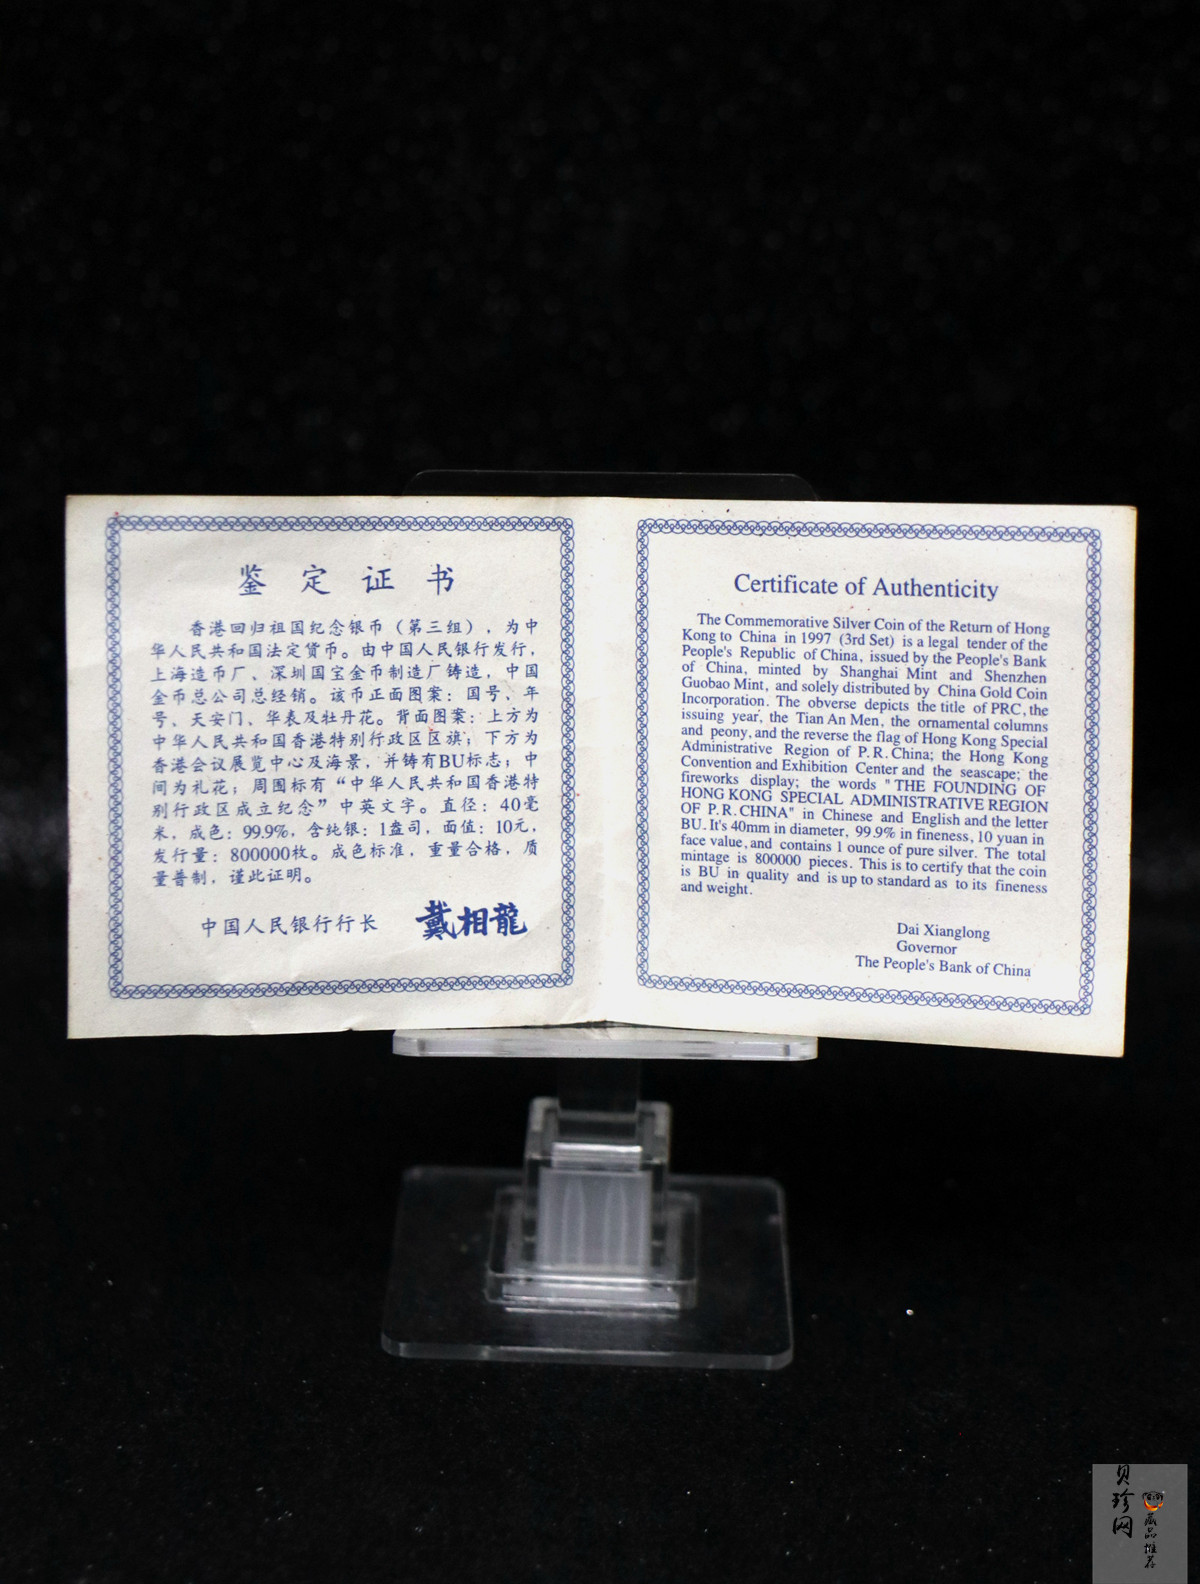 鉴定证书
香港回归祖国纪念银币（第三组），为中
华人民共和国法定货币。由中国人民银行发行，
上海造币厂、深圳国宝金币制造厂铸造，中国
金币总公司总经销。该币正面图案：国号、年
号、天安门、华表及牡丹花。背面图案：上方为
中华人民共和国香港特别行政区区旗；下方为
香港会议展览中心及海景，并铸有BU标志；中
间为礼花；周围标有“中华人民共和国香港特
别行政区成立纪念”中英文字。直径：40毫
米，成色：99.9%，含纯银：1盎司，面值：10元，
发行量：800000枚。成色标准，重量合格，质
量普制，谨此证明。
中国人民银行行长 戴相龍
Certificate of Authenticity
The Commemorative Silver Coin of the Return of Hong
Kong to China in 1997 (3rd Set) is a legal tender of the
People's Republic of China, issued by the People's Bank
of China, minted by Shanghai Mint and Shenzhen
Guobao Mint, and solely distributed by China Gold Coin
Incorporation. The obverse depicts the title of PRC, the
issuing year, the Tian An Men, the ornamental columns
and peony, and the reverse the flag of Hong Kong Special
Administrative Region of P.R.China; the Hong Kong
Convention and Exhibition Center and the seascape; the
fireworks display; the words "THE FOUNDING OF
HONG KONG SPECIAL ADMINISTRATIVE REGION
OF P.R.CHINA" in Chinese and English and the letter
BU. It's 40mm in diameter, 99.9% in fineness, 10 yuan in
face value, and contains 1 ounce of pure silver. The total
mintage is 800000 pieces. This is to certify that the coin
is BU in quality and is up to standard as to its fineness
and weight.
Dai Xianglong
Governor
The People's Bank of China
贝珍网
藏品推荐